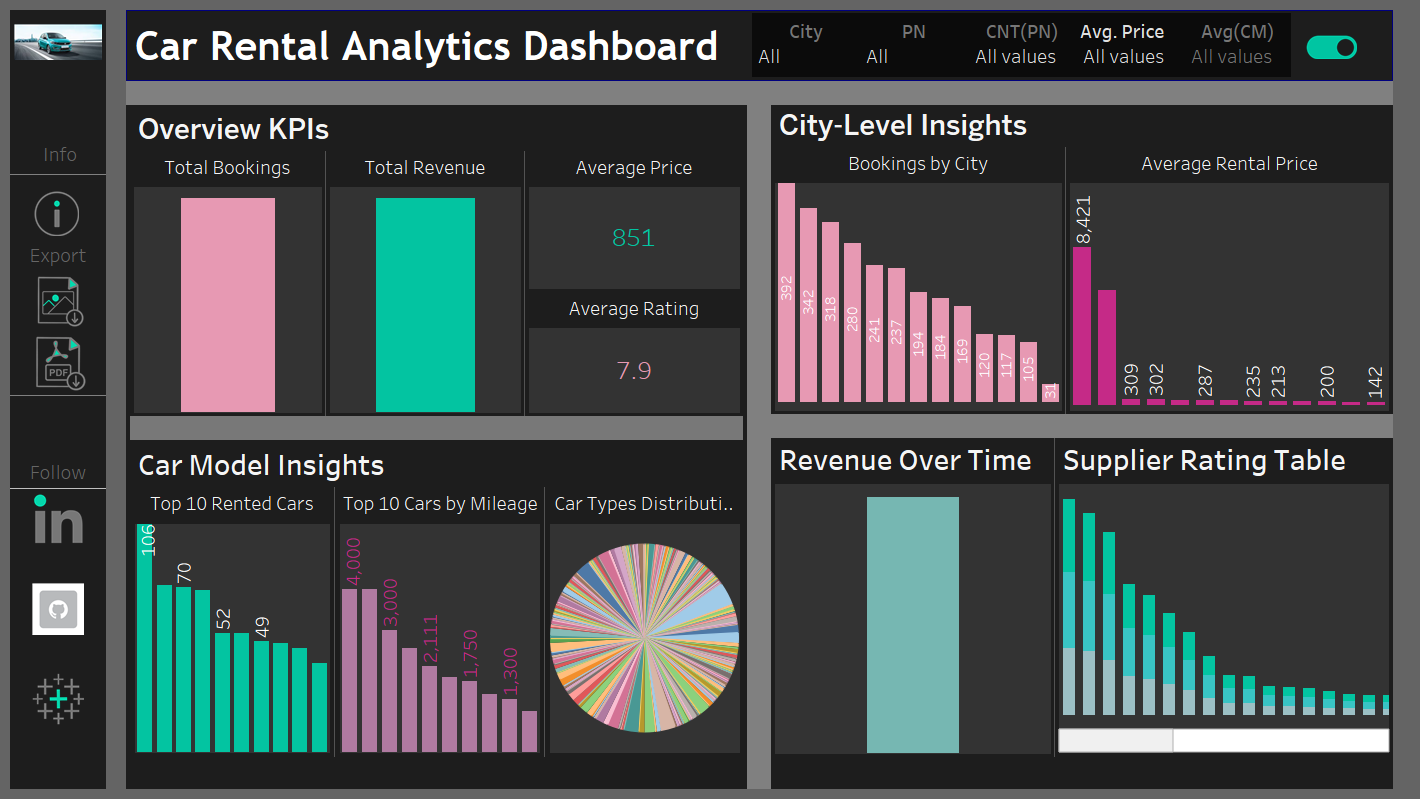 Car Rental Analytics Dashboard
City PN CNT(PN) Avg. Price Avg(CM)
All All All values All values All values
Info
Export
PDF
Follow
in
Overview KPIs
Total Bookings Total Revenue Average Price
851
Average Rating
7.9
City-Level Insights
Bookings by City Average Rental Price
392 342 318 280 241 237 194 184 169 120 117 105 31
8,421 309 302 287 235 213 200 142
Car Model Insights
Top 10 Rented Cars Top 10 Cars by Mileage Car Types Distributi..
106 70 52 49
4,000 3,000 2,111 1,750 1,300
Revenue Over Time Supplier Rating Table